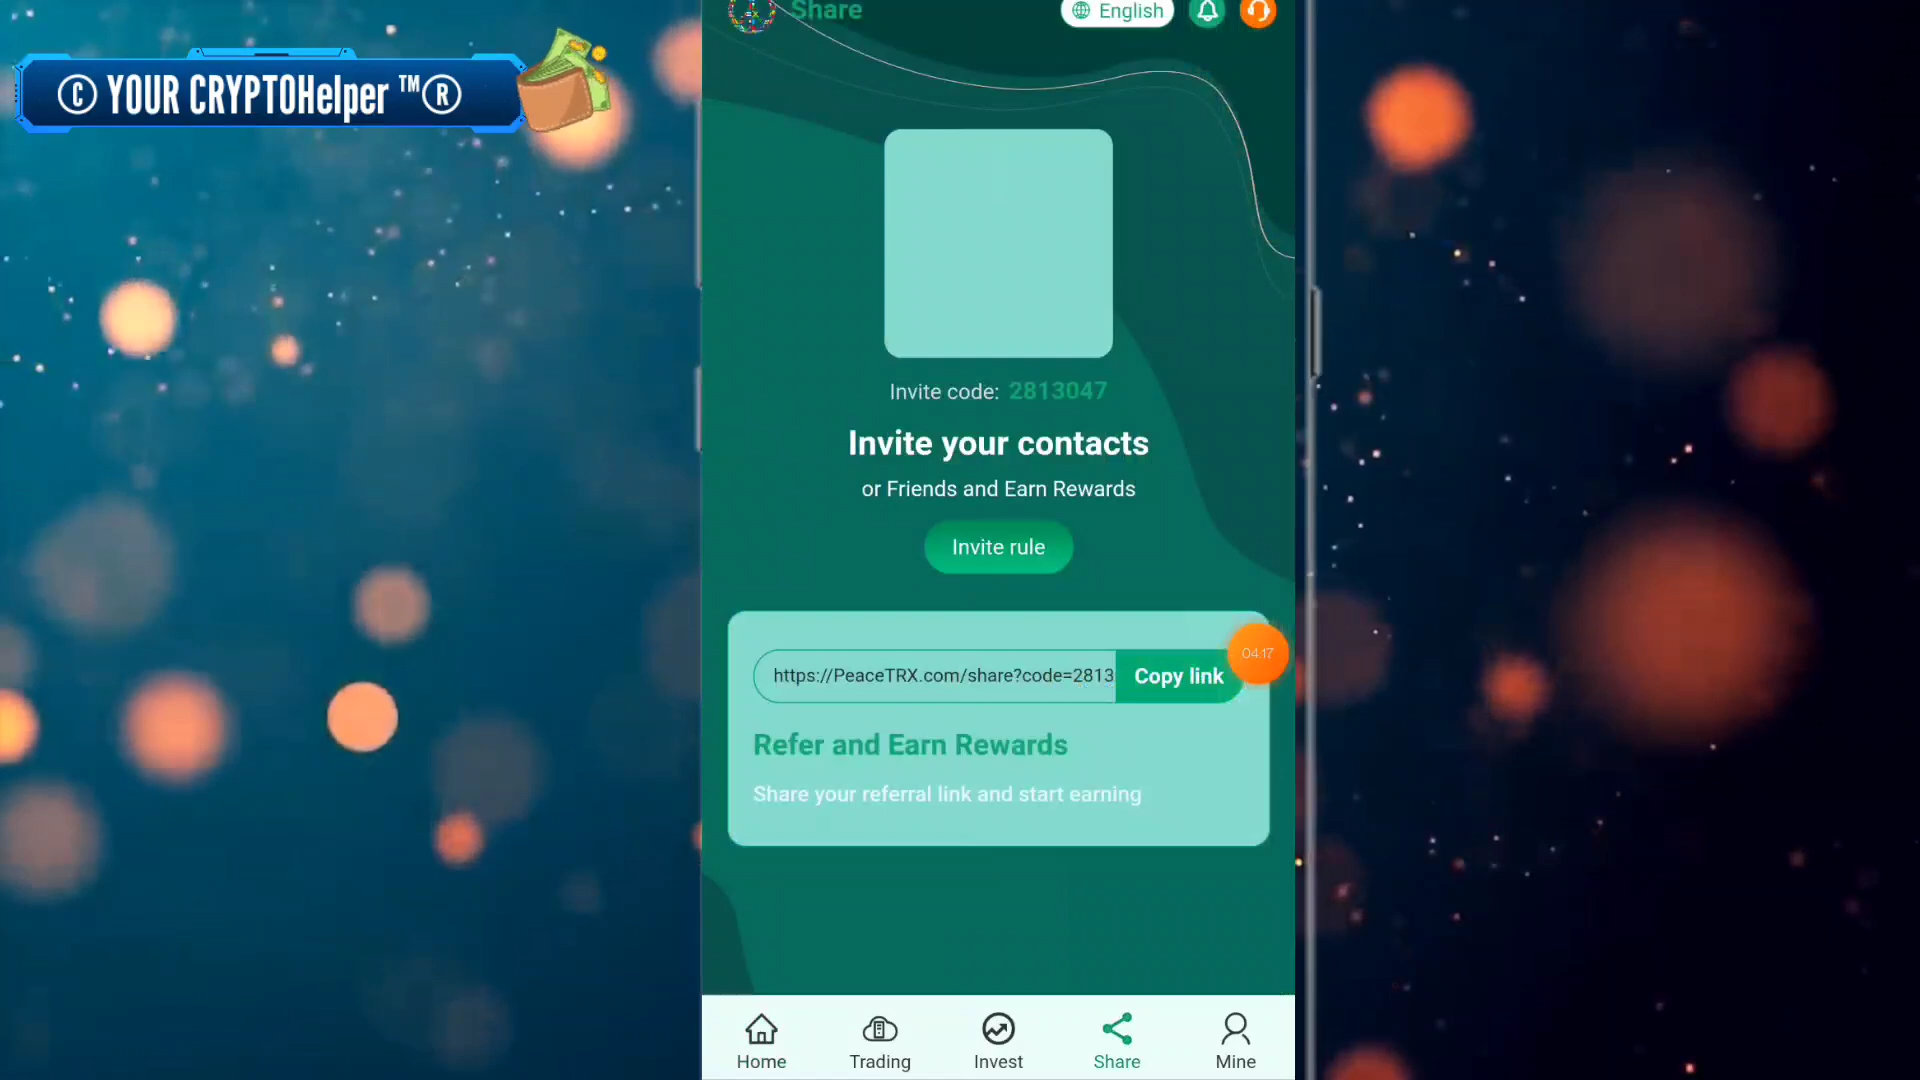 © YOUR CRYPTOHelper ™®
Share
English
Invite code: 2813047
Invite your contacts
or Friends and Earn Rewards
Invite rule
https://PeaceTRX.com/share?code=2813
Copy link
04:17
Refer and Earn Rewards
Share your referral link and start earning
Home
Trading
Invest
Share
Mine